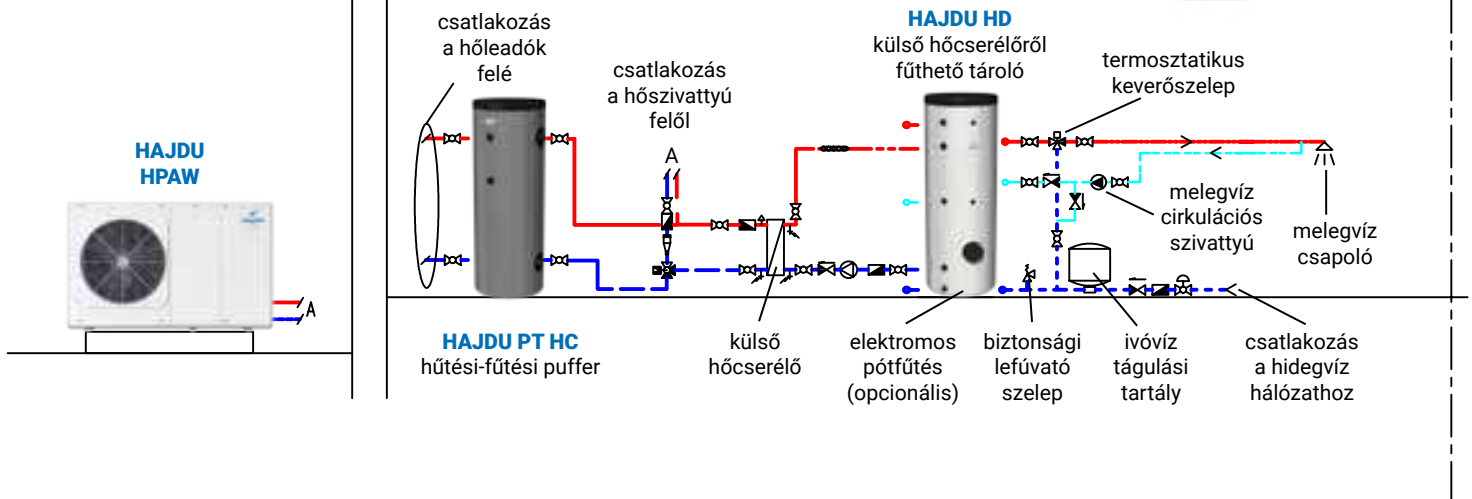 csatlakozás
a hőleadók
felé
csatlakozás
a hőszivattyú
felől
A
HAJDU HD
külső hőcserélőről
fűthető tároló
termosztatikus
keverőszelep
HAJDU
HPAW
A
melegvíz
cirkulációs
szivattyú
melegvíz
csapoló
HAJDU PT HC
hűtési-fűtési puffer
külső
hőcserélő
elektromos
pótfűtés
(opcionális)
biztonsági
lefúvató
szelep
ivóvíz
tágulási
tartály
csatlakozás
a hidegvíz
hálózathoz